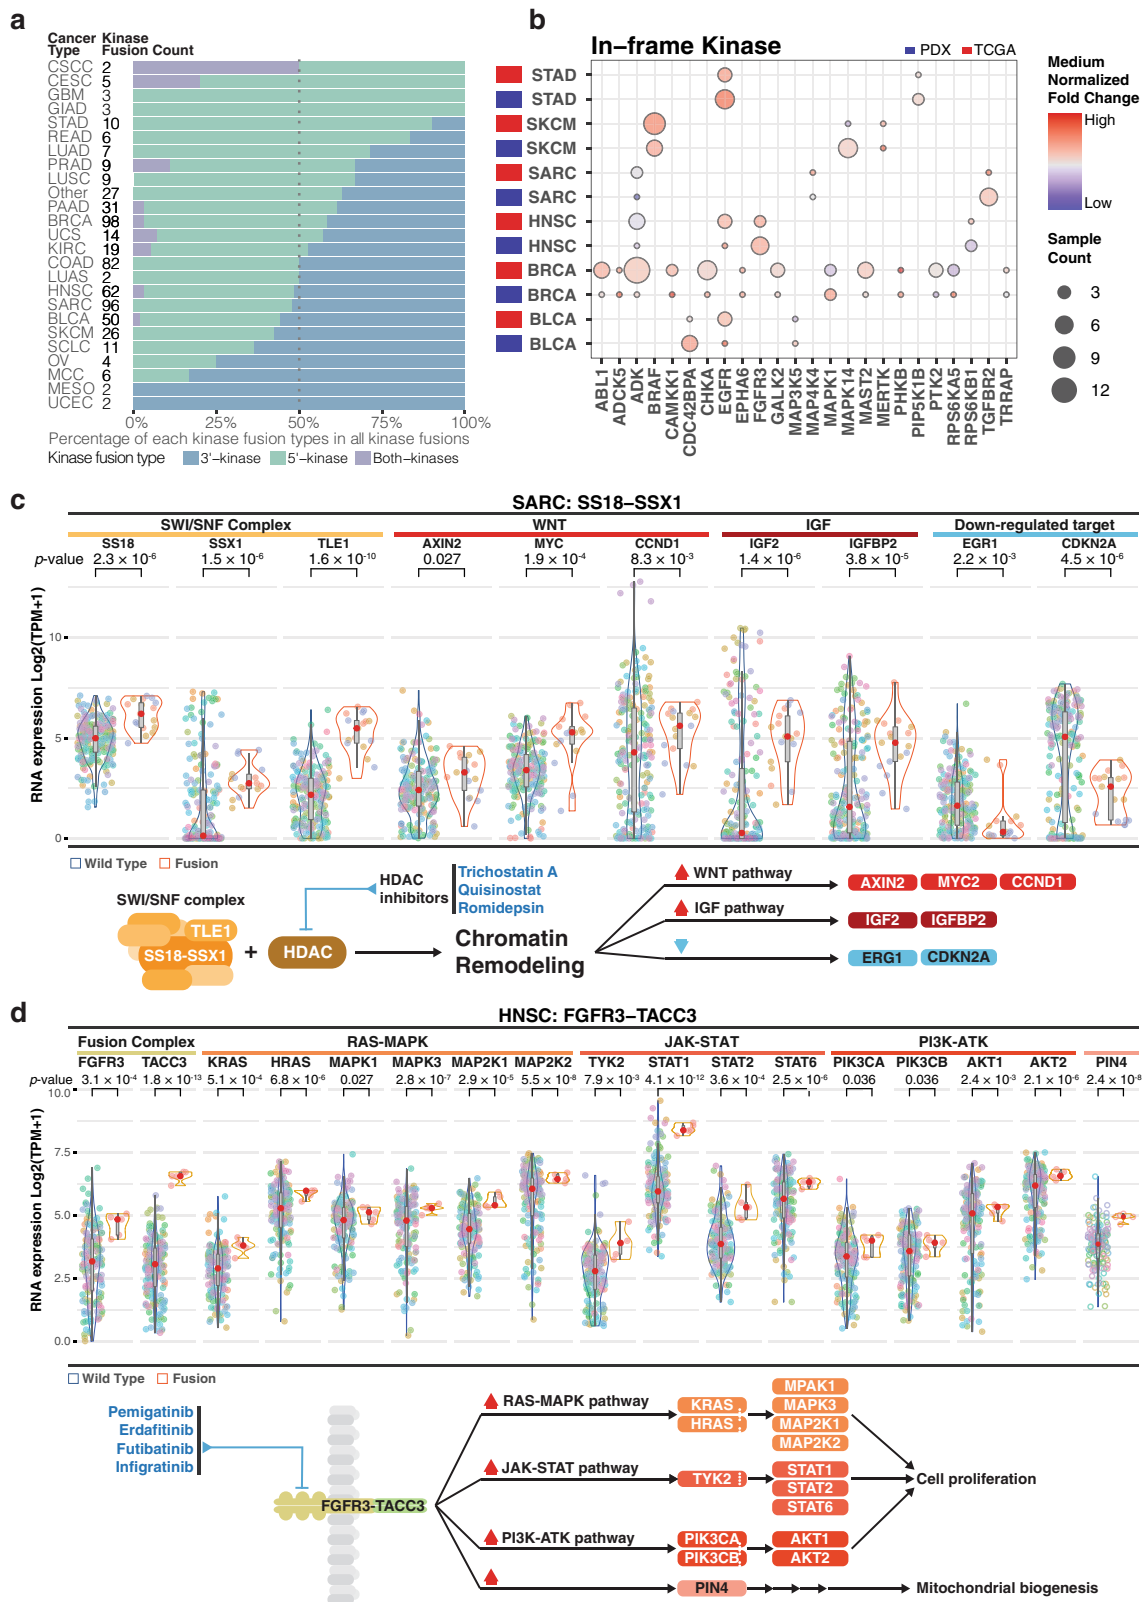 a
Cancer Type
Kinase Fusion Count
CSCC 2
CESC 5
GBM 3
GIAD 3
STAD 10
READ 6
LUAD 7
PRAD 9
LUSC 9
Other 27
PAAD 31
BRCA 98
UCS 14
KIRC 19
COAD 82
LUAS 2
HNSC 62
SARC 96
BLCA 50
SKCM 26
SCLC 11
OV 4
MCC 6
MESO 2
UCEC 2
0% 25% 50% 75% 100%
Percentage of each kinase fusion types in all kinase fusions
Kinase fusion type 3'-kinase 5'-kinase Both-kinases
b
In-frame Kinase
PDX TCGA
STAD
STAD
SKCM
SKCM
SARC
SARC
HNSC
HNSC
BRCA
BRCA
BLCA
BLCA
ABL1 ADCK5 ADK BRAF CAMKK1 CDC42BPA CHKA EGFR EPHA6 FGFR3 GALK2 MAP3K5 MAP4K4 MAPK1 MAPK14 MAST2 MERTK PHKB PIP5K1B PTK2 RPS6KA5 RPS6KB1 TGFBR2 TRRAP
Medium
Normalized
Fold Change
High
Low
Sample
Count
3
6
9
12
c
SARC: SS18-SSX1
SWI/SNF Complex WNT IGF Down-regulated target
SS18 SSX1 TLE1 AXIN2 MYC CCND1 IGF2 IGFBP2 EGR1 CDKN2A
p-value 2.3 × 10-6 1.5 × 10-6 1.6 × 10-10 0.027 1.9 × 10-4 8.3 × 10-3 1.4 × 10-6 3.8 × 10-5 2.2 × 10-3 4.5 × 10-6
RNA expression Log2(TPM+1)
10
5
0
Wild Type Fusion
SWI/SNF complex
TLE1
SS18-SSX1
+
HDAC
HDAC
inhibitors
Trichostatin A
Quisinostat
Romidepsin
Chromatin
Remodeling
WNT pathway
AXIN2 MYC2 CCND1
IGF pathway
IGF2 IGFBP2
ERG1 CDKN2A
d
HNSC: FGFR3-TACC3
Fusion Complex RAS-MAPK JAK-STAT PI3K-ATK
FGFR3 TACC3 KRAS HRAS MAPK1 MAPK3 MAP2K1 MAP2K2 TYK2 STAT1 STAT2 STAT6 PIK3CA PIK3CB AKT1 AKT2 PIN4
p-value 3.1 × 10-4 1.8 × 10-13 5.1 × 10-4 6.8 × 10-6 0.027 2.8 × 10-7 2.9 × 10-5 5.5 × 10-8 7.9 × 10-3 4.1 × 10-12 3.6 × 10-4 2.5 × 10-6 0.036 0.036 2.4 × 10-3 2.1 × 10-6 2.4 × 10-8
RNA expression Log2(TPM+1)
10.0
7.5
5.0
2.5
0.0
Wild Type Fusion
Pemigatinib
Erdafitinib
Futibatinib
Infigratinib
FGFR3-TACC3
RAS-MAPK pathway
KRAS
HRAS
MPAK1
MAPK3
MAP2K1
MAP2K2
JAK-STAT pathway
TYK2
STAT1
STAT2
STAT6
Cell proliferation
PI3K-ATK pathway
PIK3CA
PIK3CB
AKT1
AKT2
PIN4
Mitochondrial biogenesis